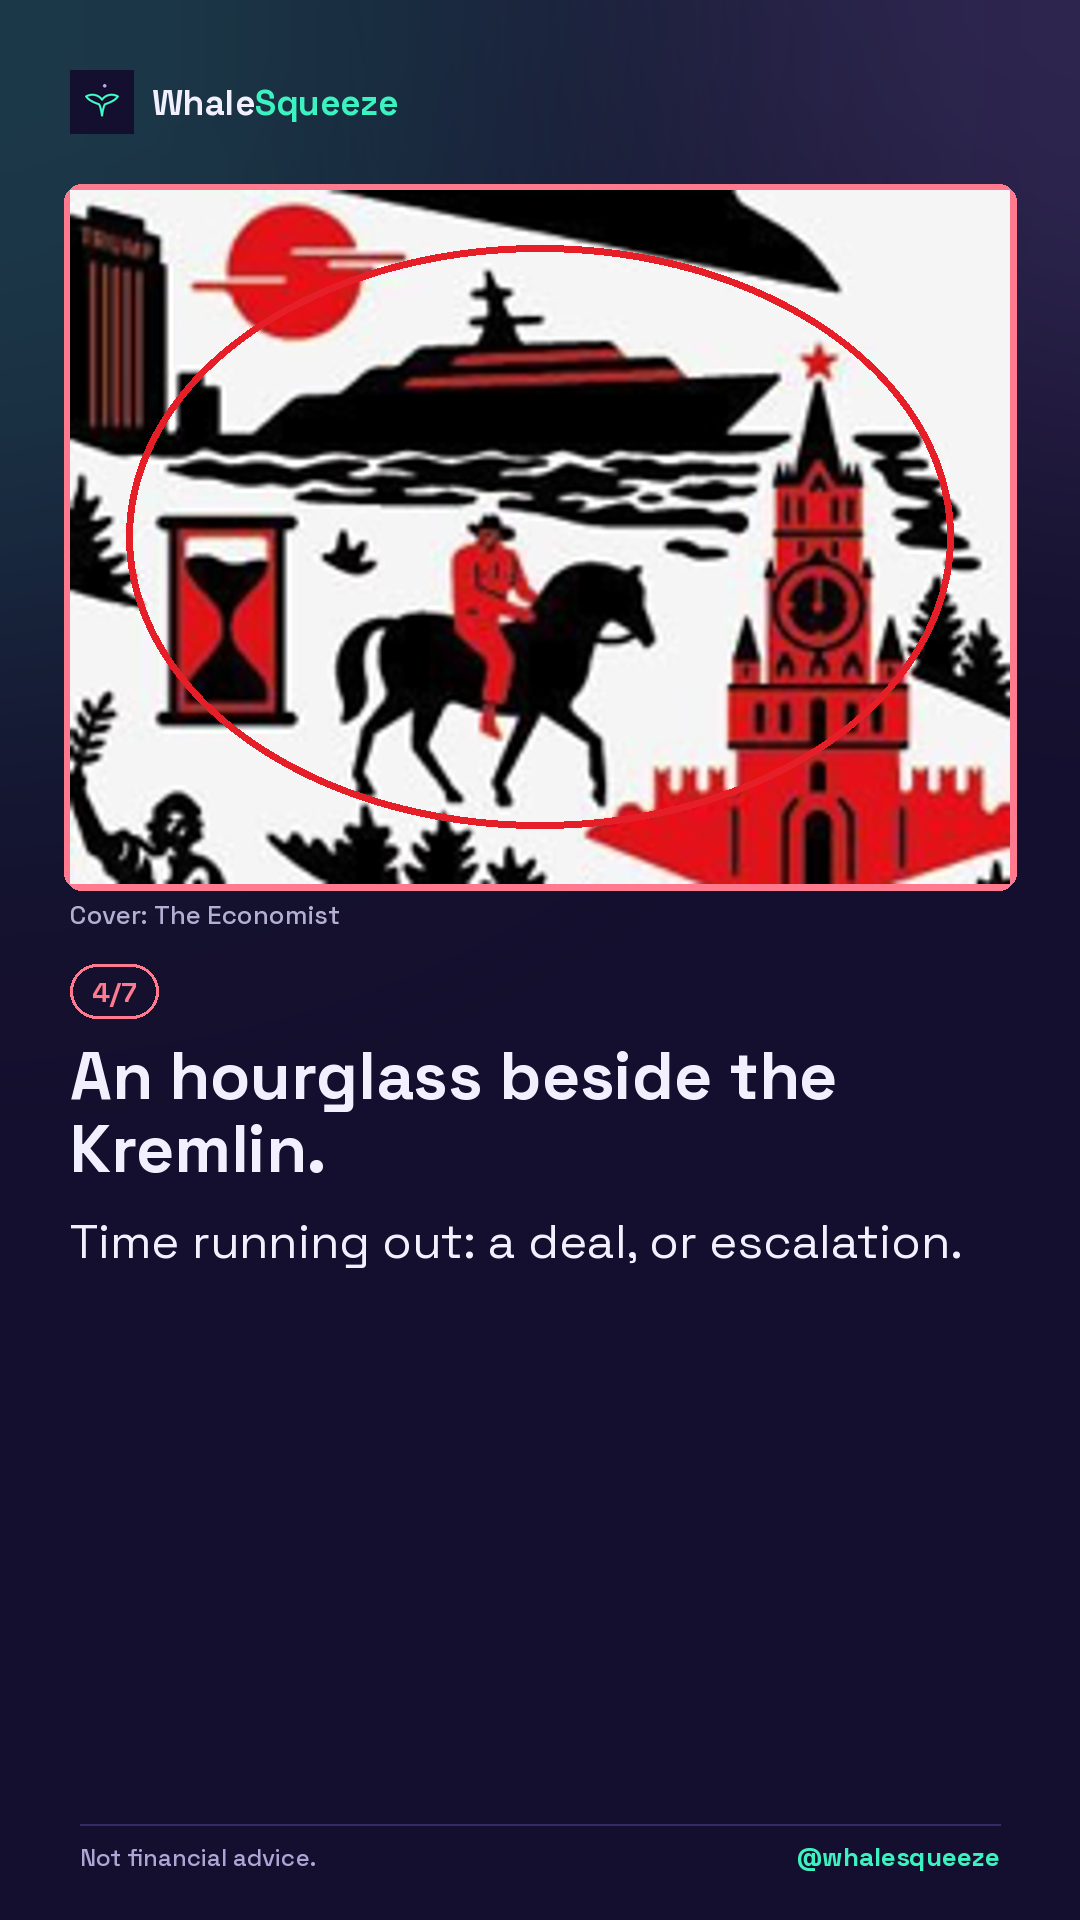 WhaleSqueeze
TRUMP
Cover: The Economist
4/7
An hourglass beside the
Kremlin.
Time running out: a deal, or escalation.
Not financial advice.
@whalesqueeze